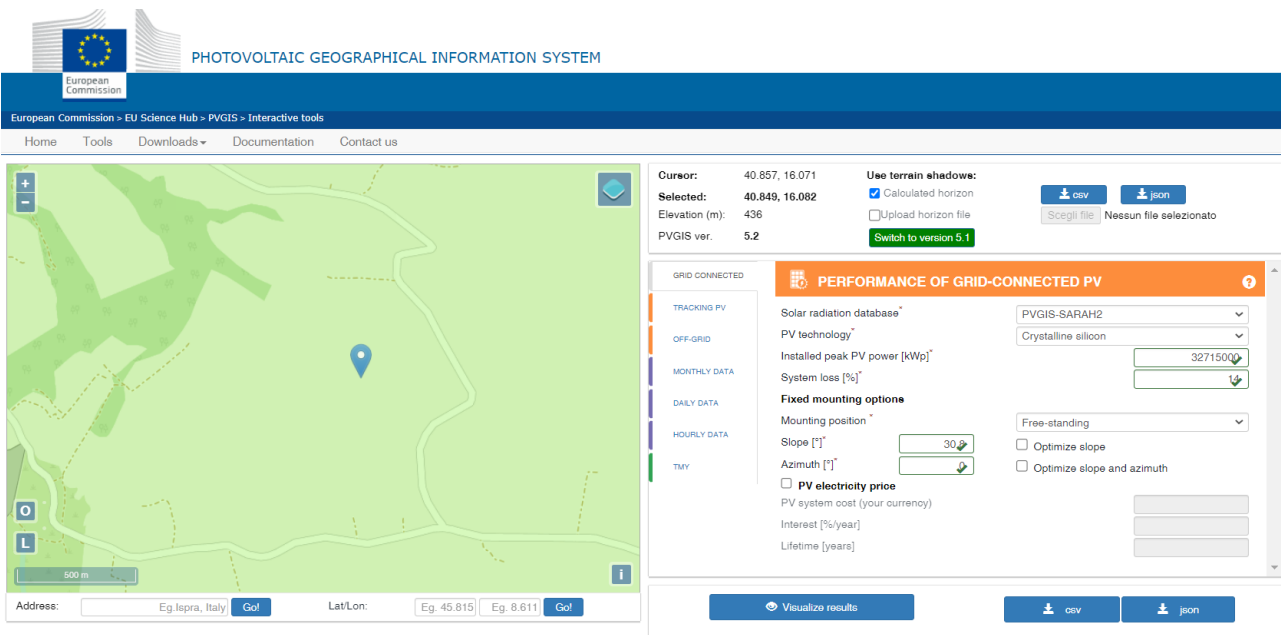 PHOTOVOLTAIC GEOGRAPHICAL INFORMATION SYSTEM
European
Commission
European Commission > EU Science Hub > PVGIS > Interactive tools
Home Tools Downloads Documentation Contact us
+
-
O
L
500 m
i
Address: Eg.Ispra, Italy Go! Lat/Lon: Eg. 45.815 Eg. 8.611 Go!
Cursor: 40.857, 16.071 Use terrain shadows:
Selected: 40.849, 16.082 Calculated horizon csv json
Elevation (m): 436 Upload horizon file Scegli file Nessun file selezionato
PVGIS ver. 5.2 Switch to version 5.1
GRID CONNECTED
TRACKING PV
OFF-GRID
MONTHLY DATA
DAILY DATA
HOURLY DATA
TMY
PERFORMANCE OF GRID-CONNECTED PV ?
Solar radiation database* PVGIS-SARAH2
PV technology* Crystalline silicon
Installed peak PV power [kWp]* 32715000
System loss [%]* 14
Fixed mounting options
Mounting position * Free-standing
Slope [°]* 30.8 Optimize slope
Azimuth [°]* 0 Optimize slope and azimuth
PV electricity price
PV system cost (your currency)
Interest [%/year]
Lifetime [years]
Visualize results csv json